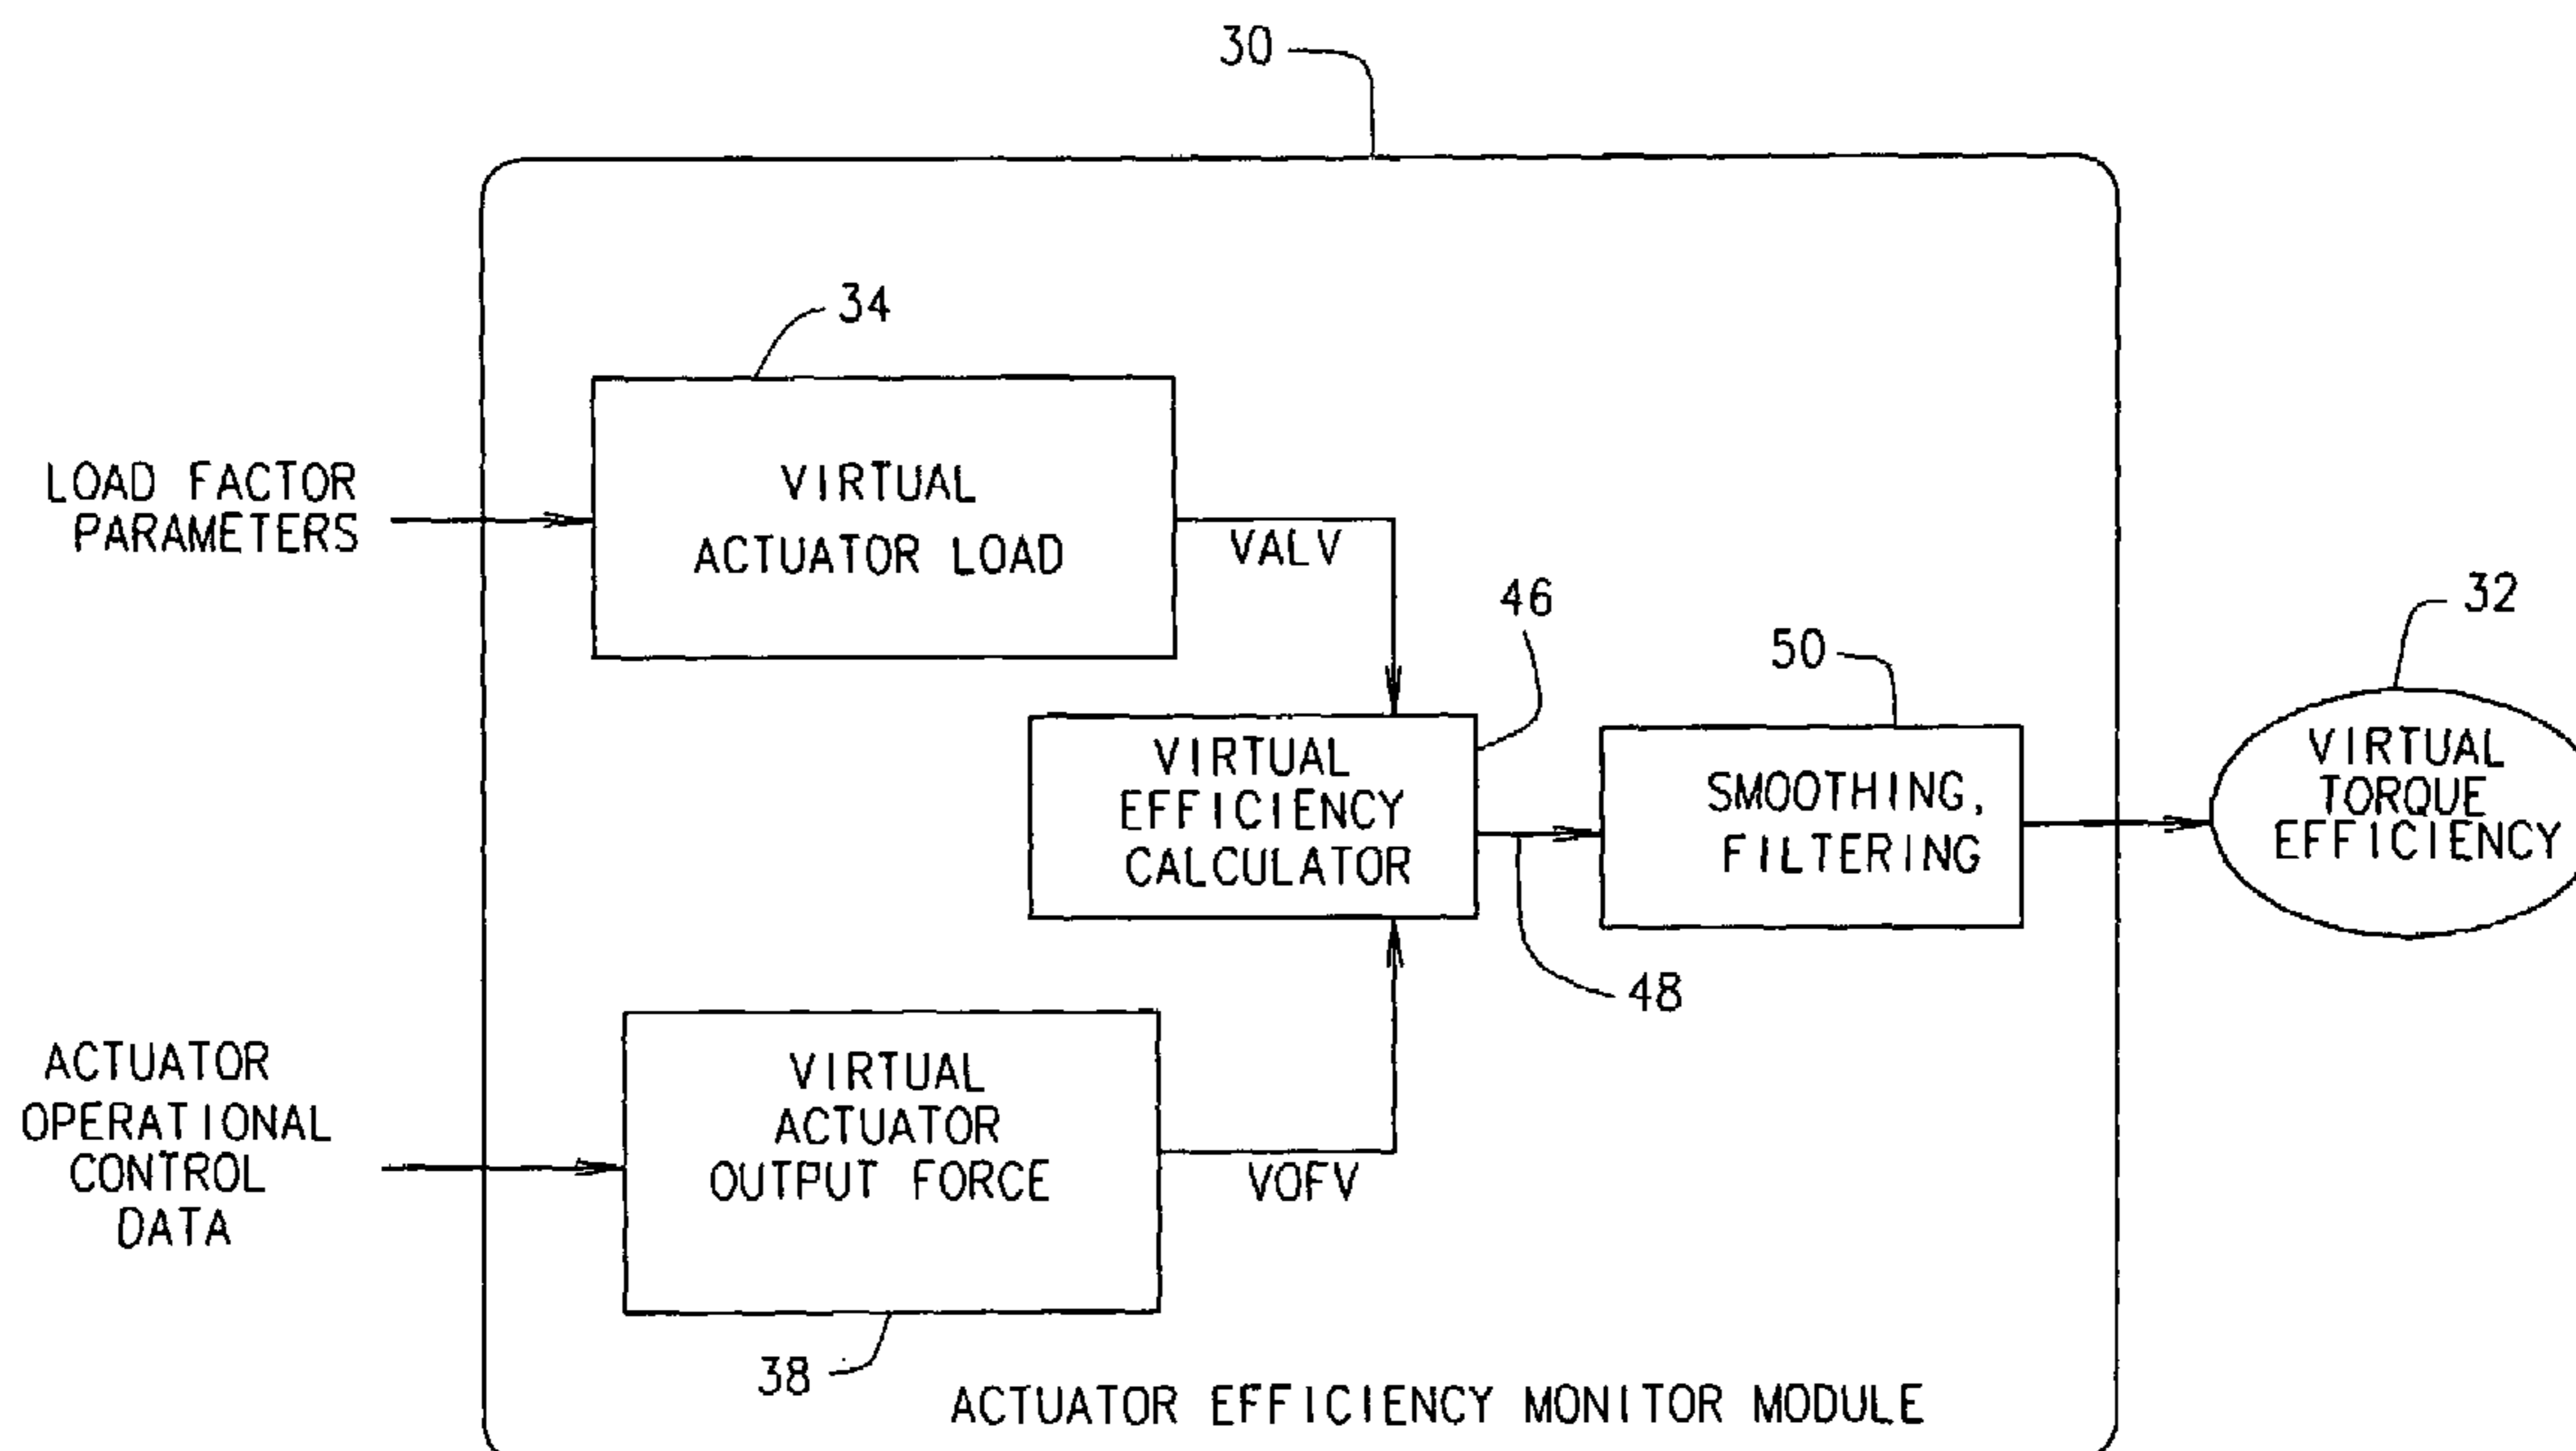 30
34
LOAD FACTOR
PARAMETERS
VIRTUAL
ACTUATOR LOAD
VALV
46
50
32
VIRTUAL
EFFICIENCY
CALCULATOR
SMOOTHING,
FILTERING
VIRTUAL
TORQUE
EFFICIENCY
48
ACTUATOR
OPERATIONAL
CONTROL
DATA
VIRTUAL
ACTUATOR
OUTPUT FORCE
VOFV
38
ACTUATOR EFFICIENCY MONITOR MODULE